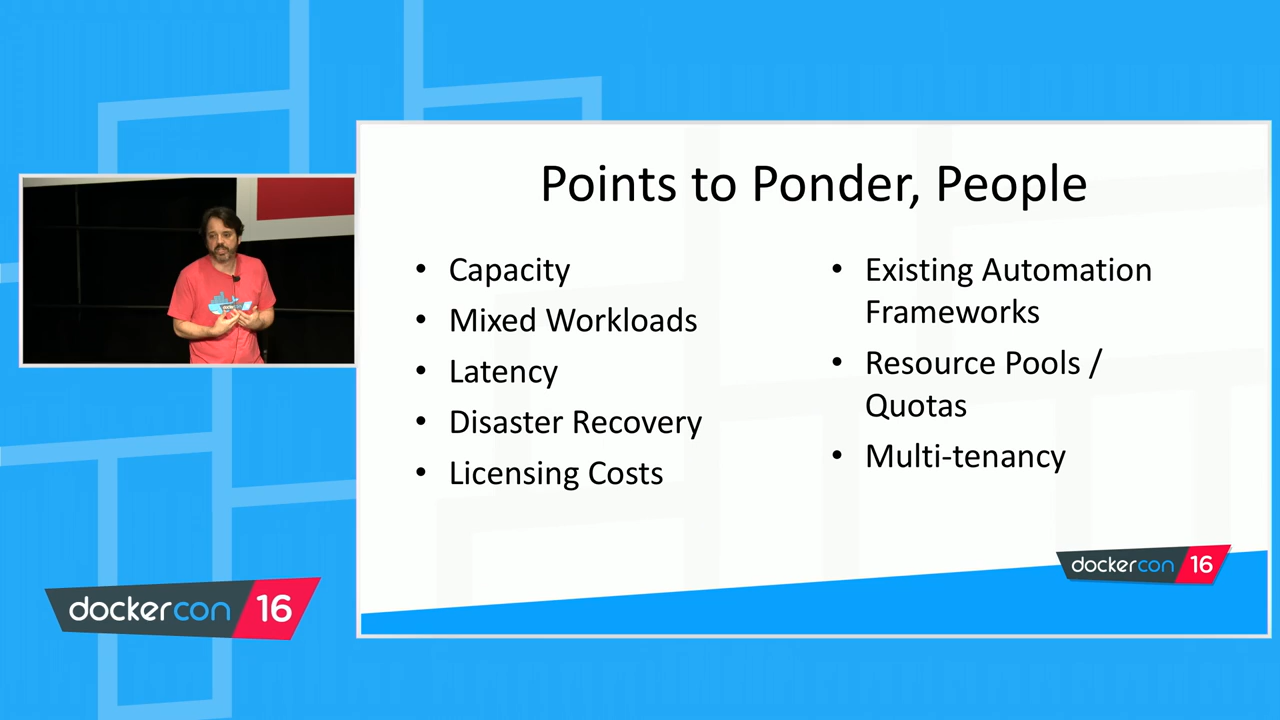 Points to Ponder, People
• Capacity
• Mixed Workloads
• Latency
• Disaster Recovery
• Licensing Costs
• Existing Automation
Frameworks
• Resource Pools /
Quotas
• Multi-tenancy
dockercon 16
dockercon 16